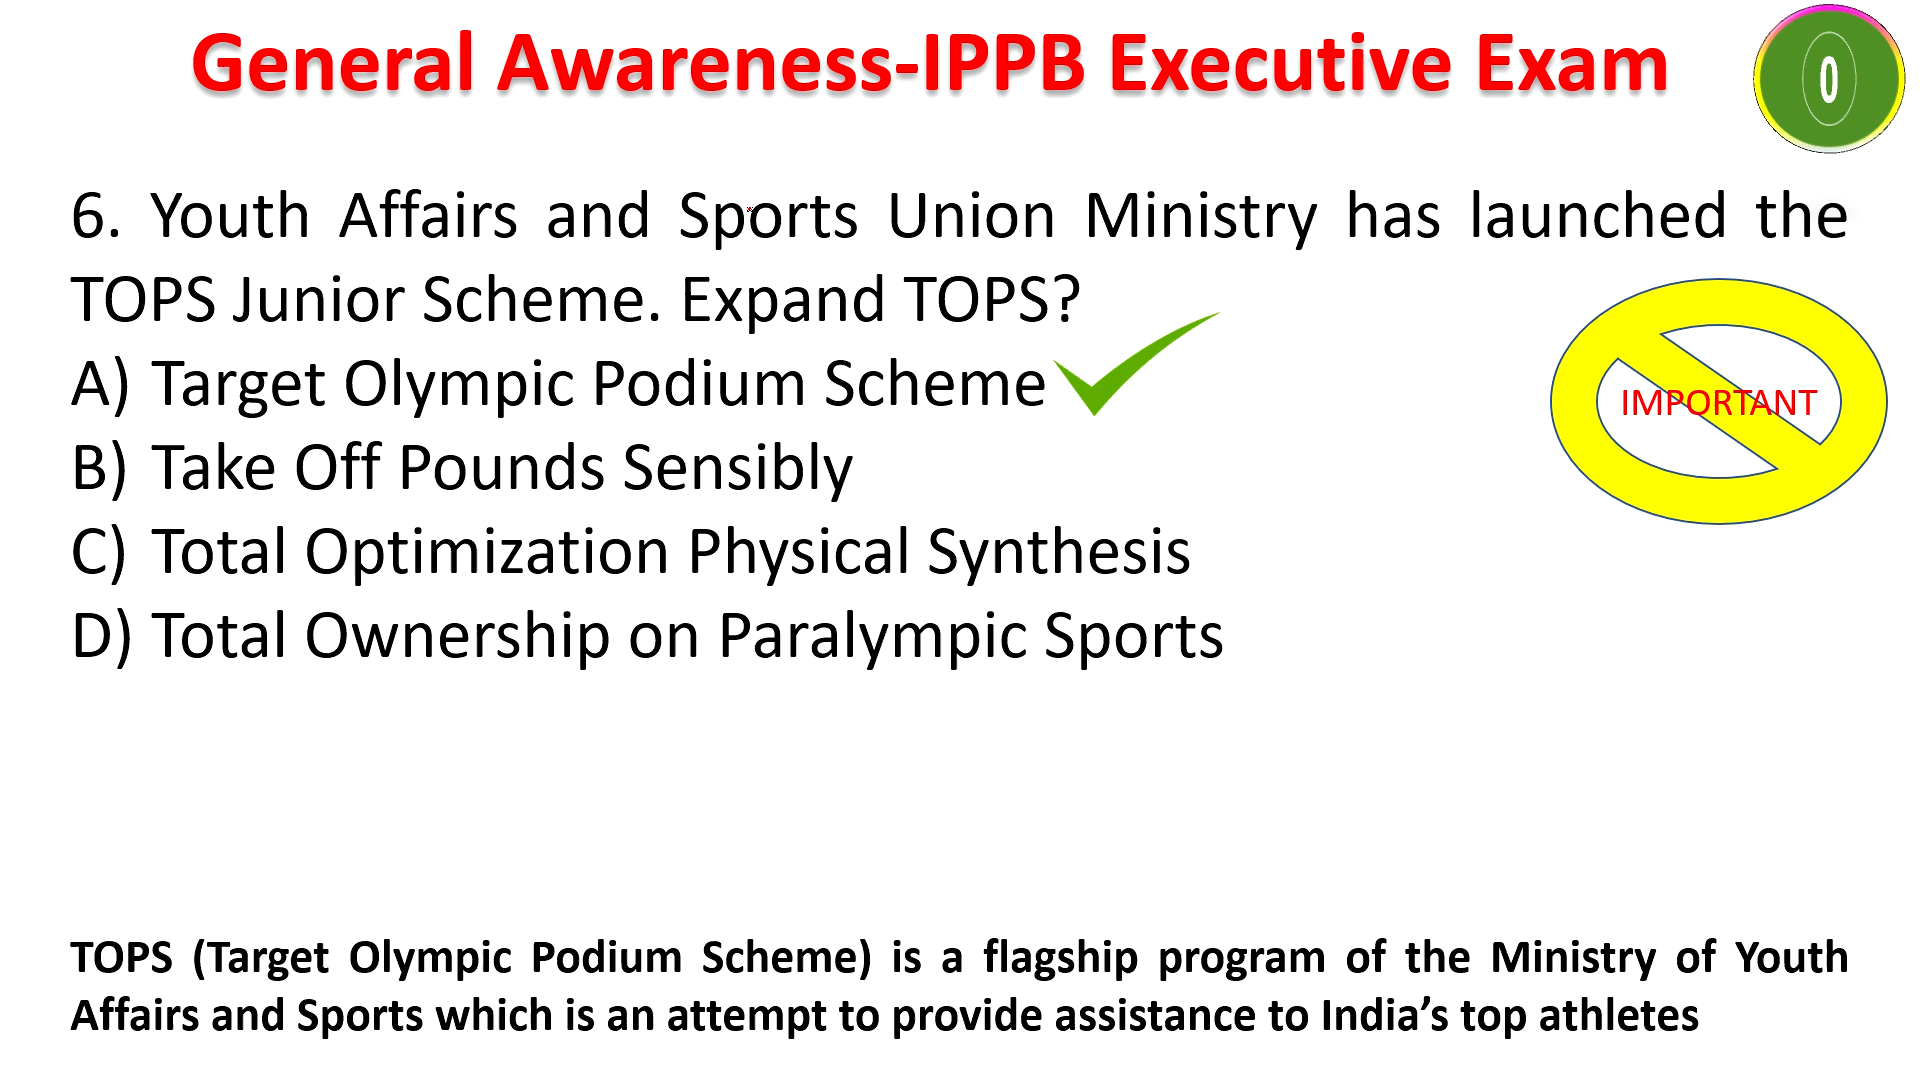 General Awareness-IPPB Executive Exam
0
6. Youth Affairs and Sports Union Ministry has launched the
TOPS Junior Scheme. Expand TOPS?
A) Target Olympic Podium Scheme
IMPORTANT
B) Take Off Pounds Sensibly
C) Total Optimization Physical Synthesis
D) Total Ownership on Paralympic Sports
TOPS (Target Olympic Podium Scheme) is a flagship program of the Ministry of Youth
Affairs and Sports which is an attempt to provide assistance to India’s top athletes